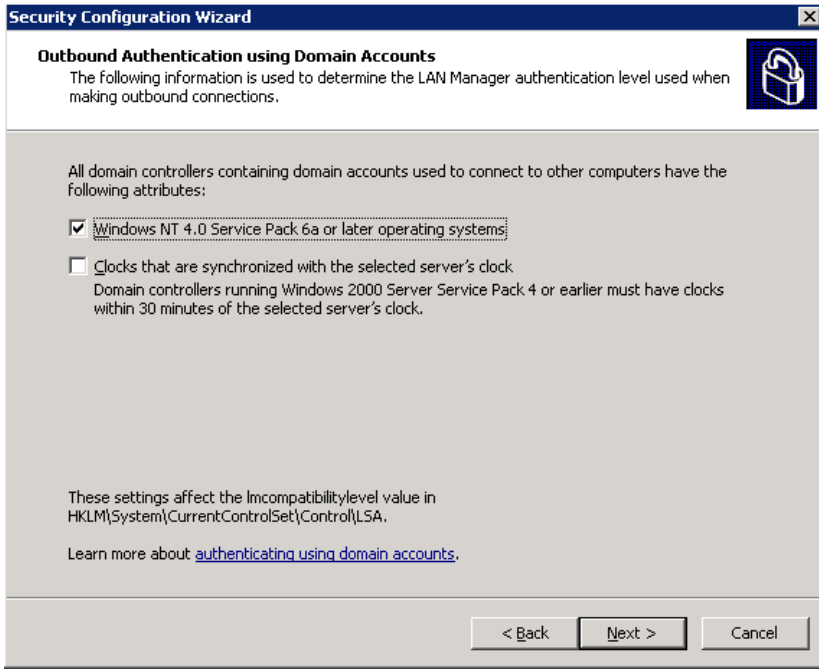 Security Configuration Wizard
Outbound Authentication using Domain Accounts
The following information is used to determine the LAN Manager authentication level used when
making outbound connections.
All domain controllers containing domain accounts used to connect to other computers have the
following attributes:
Windows NT 4.0 Service Pack 6a or later operating systems
Clocks that are synchronized with the selected server's clock
Domain controllers running Windows 2000 Server Service Pack 4 or earlier must have clocks
within 30 minutes of the selected server's clock.
These settings affect the lmcompatibilitylevel value in
HKLM\System\CurrentControlSet\Control\LSA.
Learn more about authenticating using domain accounts.
< Back Next > Cancel